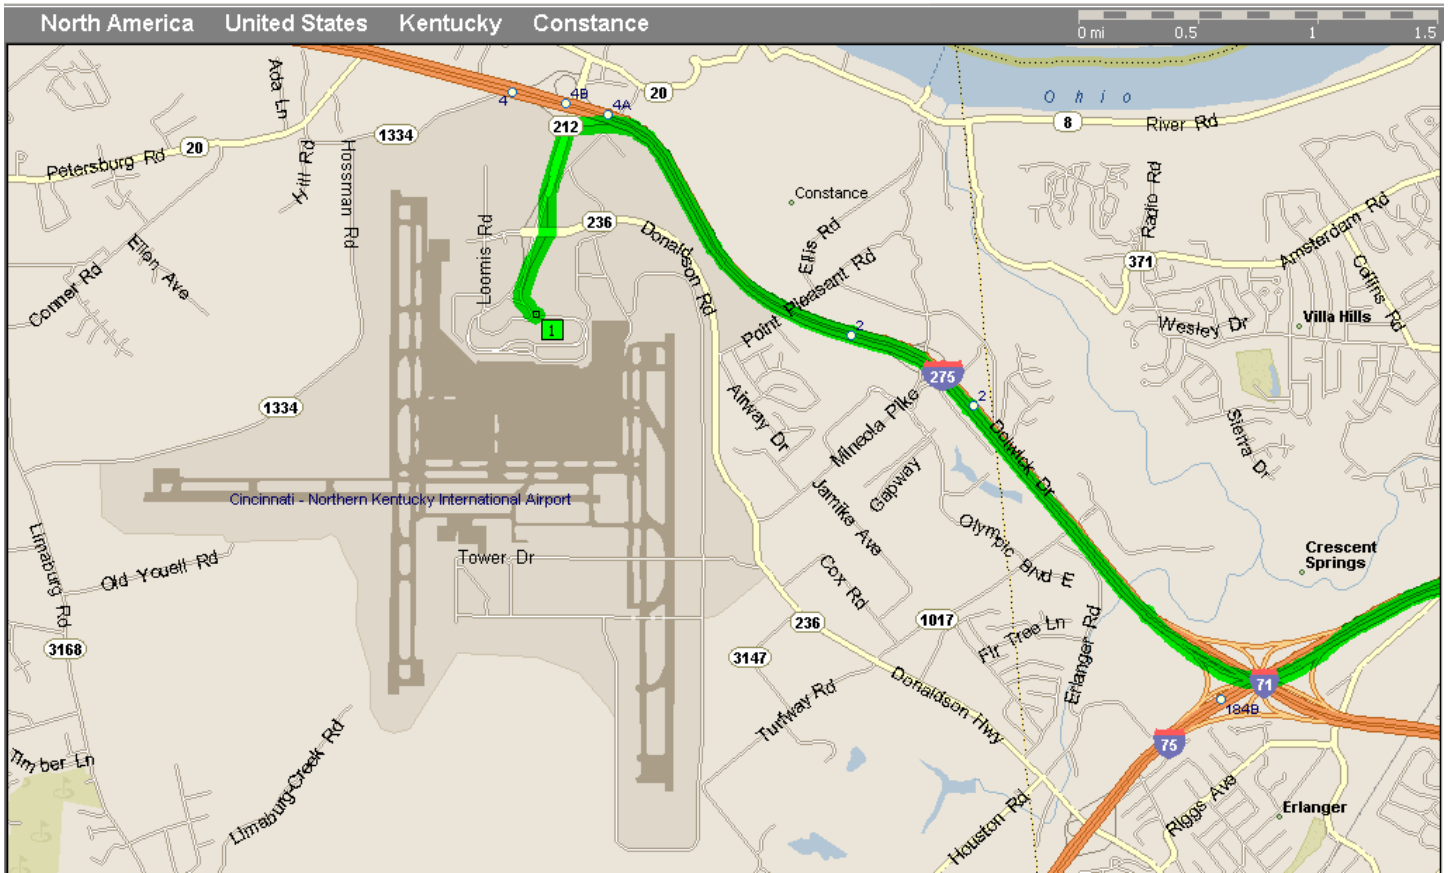 North America United States Kentucky Constance
0 mi 0.5 1 1.5
Ada Ln
4
4B
4A
20
Ohio
212
8
River Rd
1334
20
Petersburg Rd
Hossman Rd
Radio Rd
Constance
Amsterdam Rd
236
Ellis Rd
Donaldson Rd
Loomis Rd
Ellen Ave
371
Collins Rd
Conner Rd
Point Pleasant Rd
Wesley Dr
Villa Hills
1
2
275
2
Airway Dr
Mineola Pike
1334
Dolwick Dr
Sierra Dr
Gapway
Jamike Ave
Cincinnati - Northern Kentucky International Airport
Olympic Blvd E
Limaburg Rd
Old Youell Rd
Tower Dr
Cox Rd
Crescent
Springs
236
1017
Fir Tree Ln
Erlanger Rd
3168
3147
71
Turfway Rd
Donaldson Hwy
184B
75
Limaburg-Creek Rd
Timber Ln
Houston Rd
Riggs Ave
Erlanger